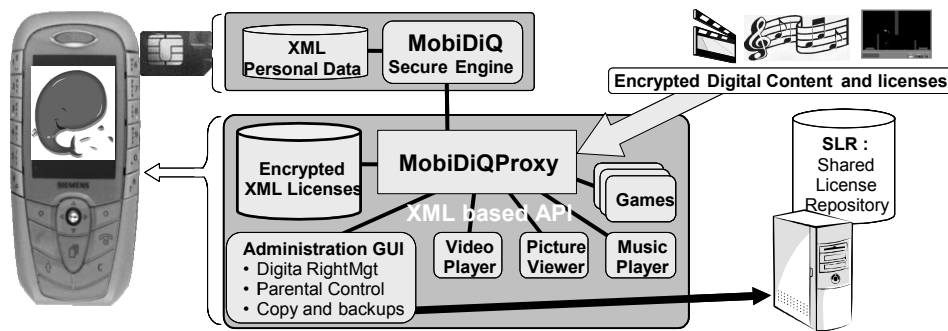 XML
Personal Data
MobiDiQ
Secure Engine
Encrypted Digital Content and licenses
Encrypted
XML Licenses
MobiDiQProxy
Games
XML based API
SLR :
Shared
License
Repository
Administration GUI
• Digita RightMgt
• Parental Control
• Copy and backups
Video
Player
Picture
Viewer
Music
Player
SIEMENS